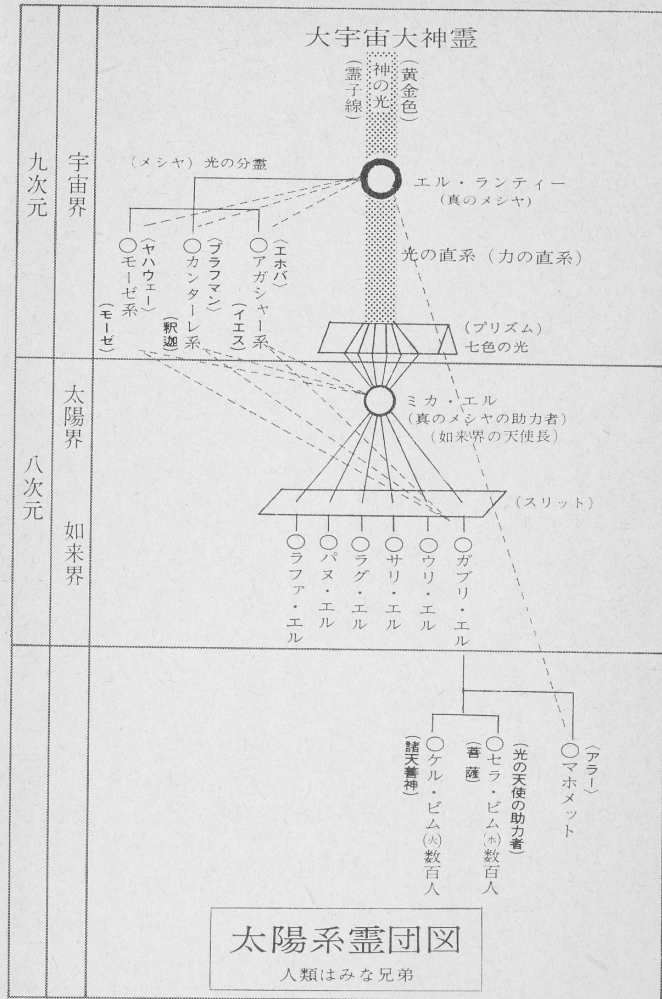 大宇宙大神霊
(霊子線)
神の光
(黄金色)
九次元
宇宙界
(メシヤ) 光の分霊
エル・ランティー
(真のメシヤ)
光の直系 (力の直系)
〈エホバ〉
○アガシャー系
(イエス)
〈ブラフマン〉
○カンターレ系
(釈迦)
〈ヤハウェー〉
○モーゼ系
(モーゼ)
(プリズム)
七色の光
八次元
太陽界 如来界
ミカ・エル
(真のメシヤの助力者)
(如来界の天使長)
(スリット)
○ガブリ・エル
○ウリ・エル
○サリ・エル
○ラグ・エル
○パヌ・エル
○ラファ・エル
〈アラー〉
○マホメット
(光の天使の助力者)
○セラ・ビム(水)数百人
(菩薩)
○ケル・ビム(火)数百人
(諸天善神)
太陽系霊団図
人類はみな兄弟